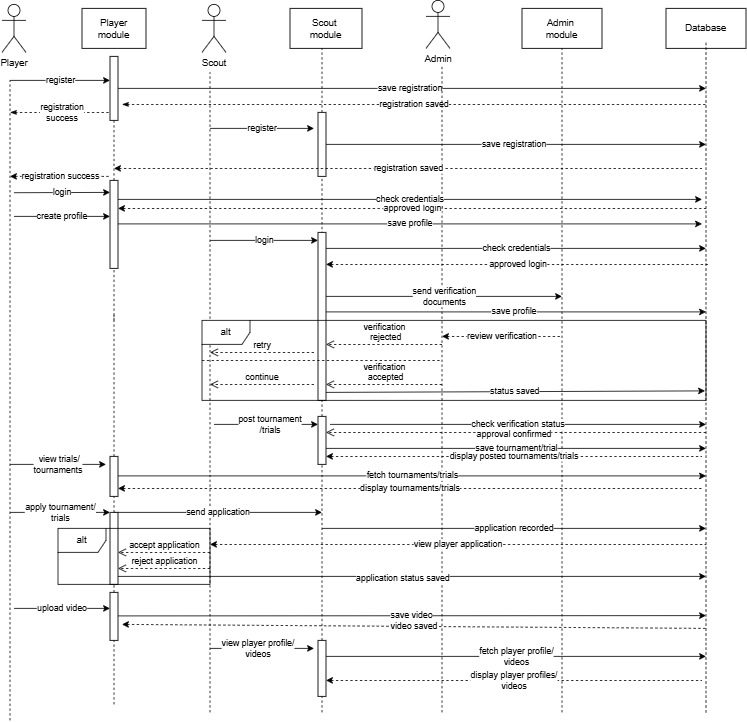 Player
module
Scout
module
Admin
module
Database
Player
Scout
Admin
register
save registration
registration saved
registration
success
register
save registration
registration saved
registration success
login
check credentials
approved login
create profile
save profile
login
check credentials
approved login
send verification
documents
save profile
alt
verification
rejected
review verification
retry
verification
accepted
continue
status saved
post tournament
/trials
check verification status
approval confirmed
save tournament/trial
display posted tournaments/trials
view trials/
tournaments
fetch tournaments/trials
display tournaments/trials
apply tournament/
trials
send application
application recorded
alt
accept application
view player application
reject application
application status saved
upload video
save video
video saved
view player profile/
videos
fetch player profile/
videos
display player profiles/
videos